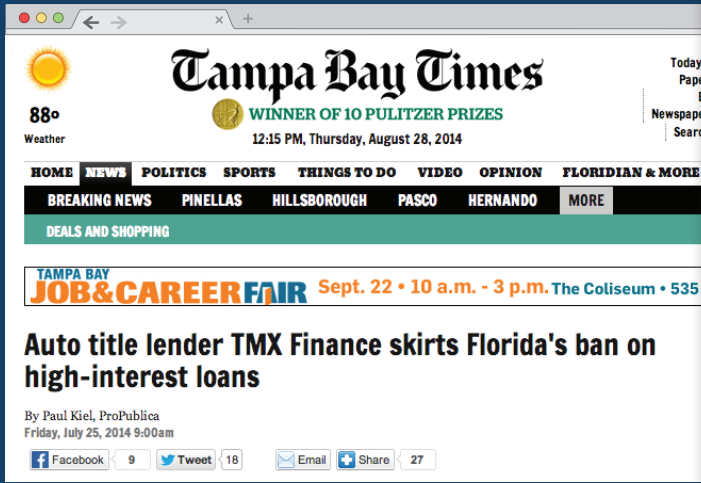 Tampa Bay Times
WINNER OF 10 PULITZER PRIZES
88º
Weather
12:15 PM, Thursday, August 28, 2014
Today
Pape
Newspape
Searc
HOME NEWS POLITICS SPORTS THINGS TO DO VIDEO OPINION FLORIDIAN & MORE
BREAKING NEWS PINELLAS HILLSBOROUGH PASCO HERNANDO MORE
DEALS AND SHOPPING
TAMPA BAY
JOB & CAREER FAIR Sept. 22 • 10 a.m. - 3 p.m. The Coliseum • 535
Auto title lender TMX Finance skirts Florida's ban on
high-interest loans
By Paul Kiel, ProPublica
Friday, July 25, 2014 9:00am
Facebook 9 Tweet 18 Email Share 27